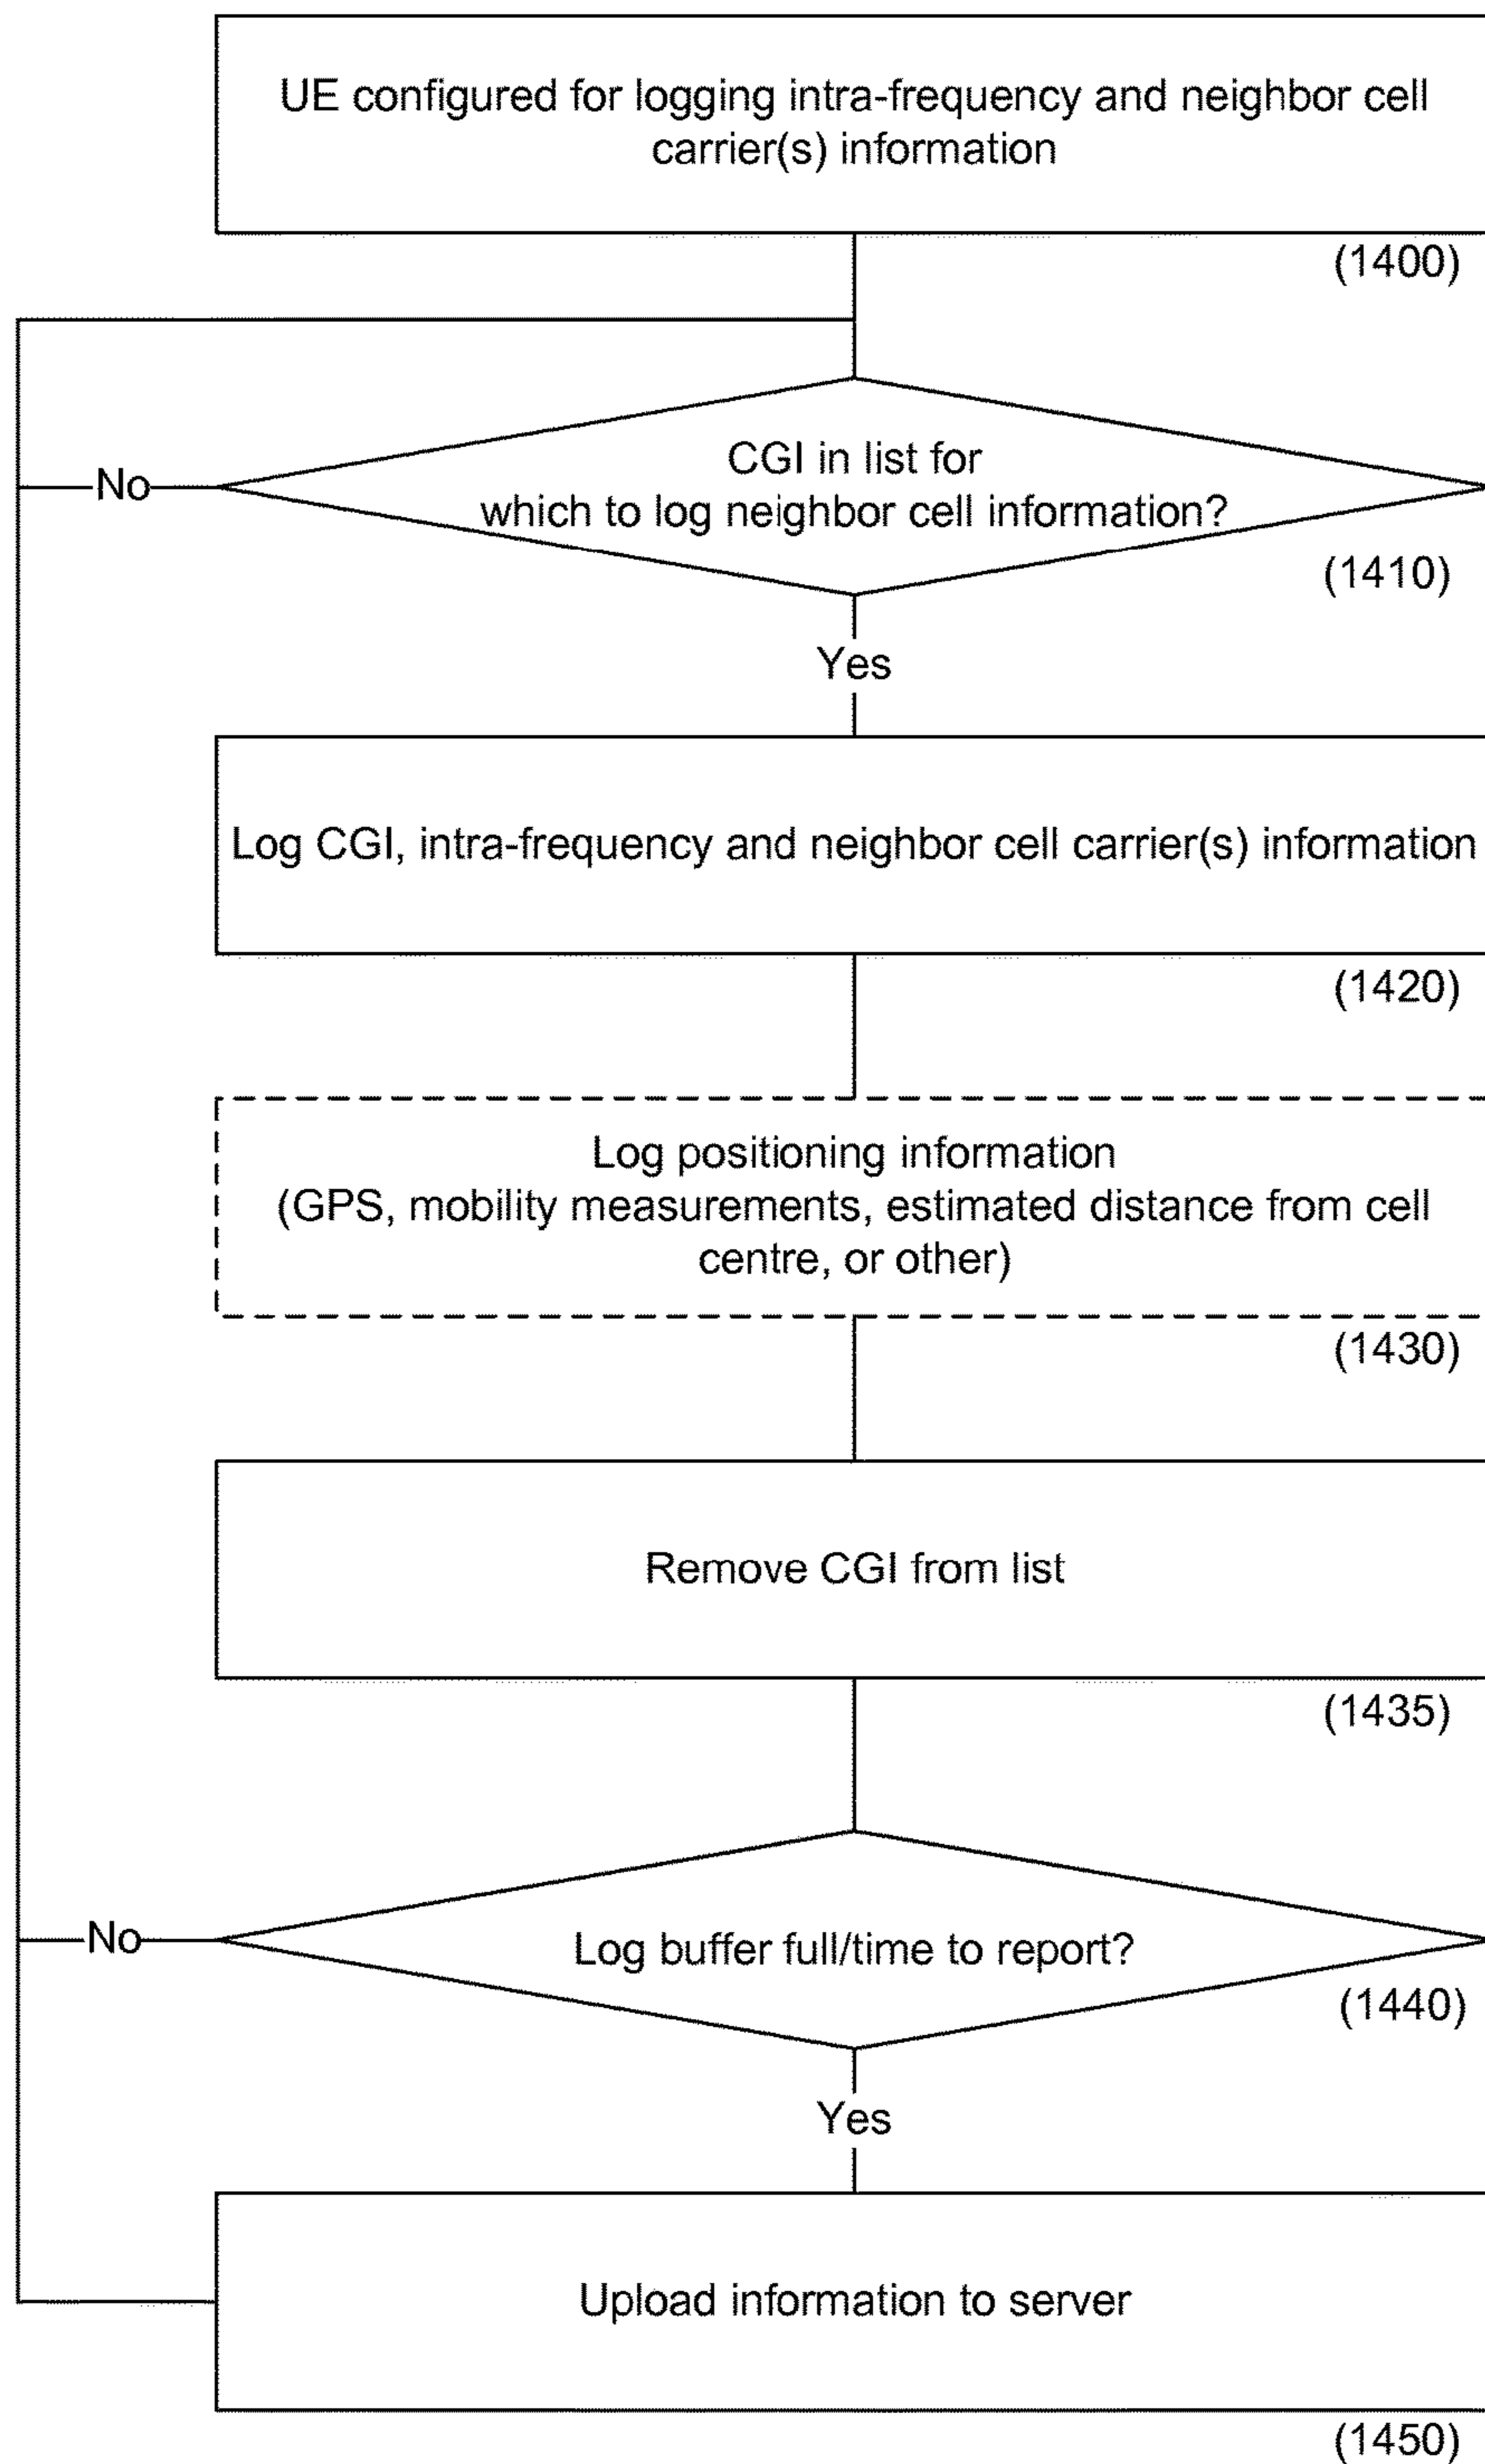 UE configured for logging intra-frequency and neighbor cell
carrier(s) information
(1400)
CGI in list for
which to log neighbor cell information?
No
(1410)
Yes
Log CGI, intra-frequency and neighbor cell carrier(s) information
(1420)
Log positioning information
(GPS, mobility measurements, estimated distance from cell
centre, or other)
(1430)
Remove CGI from list
(1435)
No
Log buffer full/time to report?
(1440)
Yes
Upload information to server
(1450)